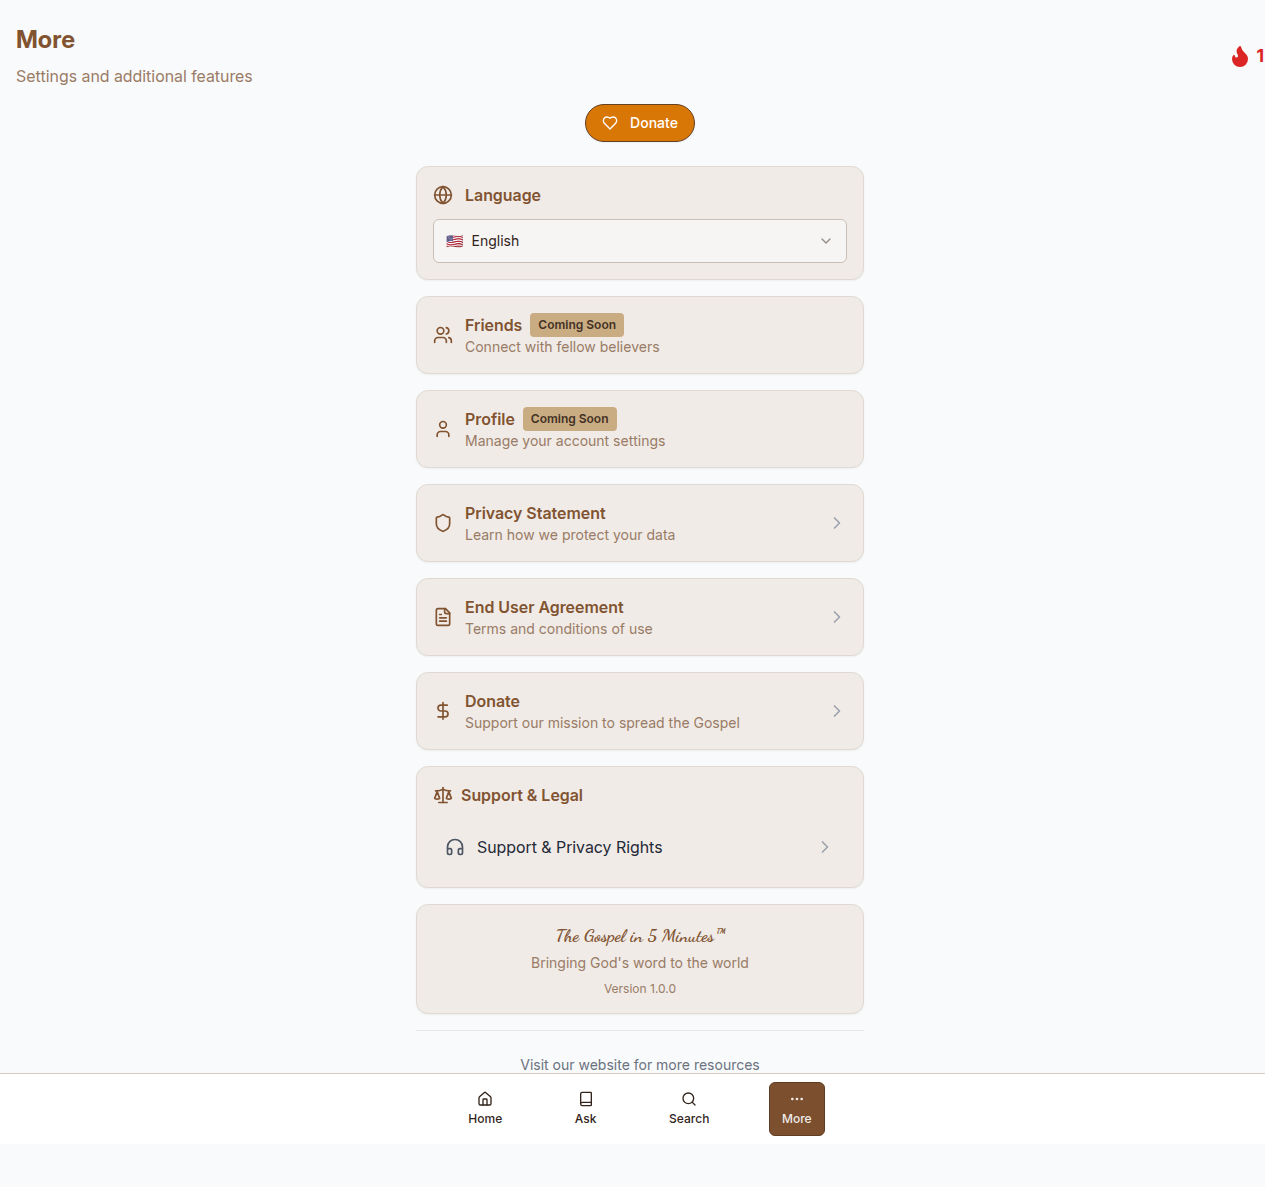 More
Settings and additional features
1
Donate
Language
English
Friends Coming Soon
Connect with fellow believers
Profile Coming Soon
Manage your account settings
Privacy Statement
Learn how we protect your data
End User Agreement
Terms and conditions of use
Donate
Support our mission to spread the Gospel
Support & Legal
Support & Privacy Rights
The Gospel in 5 Minutes™
Bringing God's word to the world
Version 1.0.0
Visit our website for more resources
Home Ask Search More